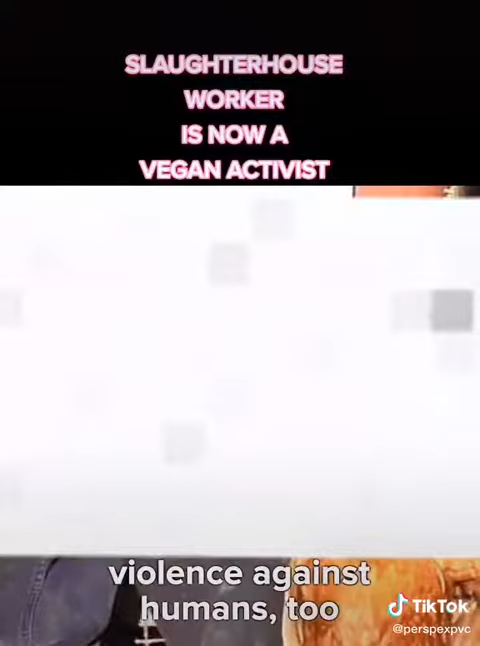 SLAUGHTERHOUSE
WORKER
IS NOW A
VEGAN ACTIVIST
violence against
humans, too
TikTok
@perspexpvc